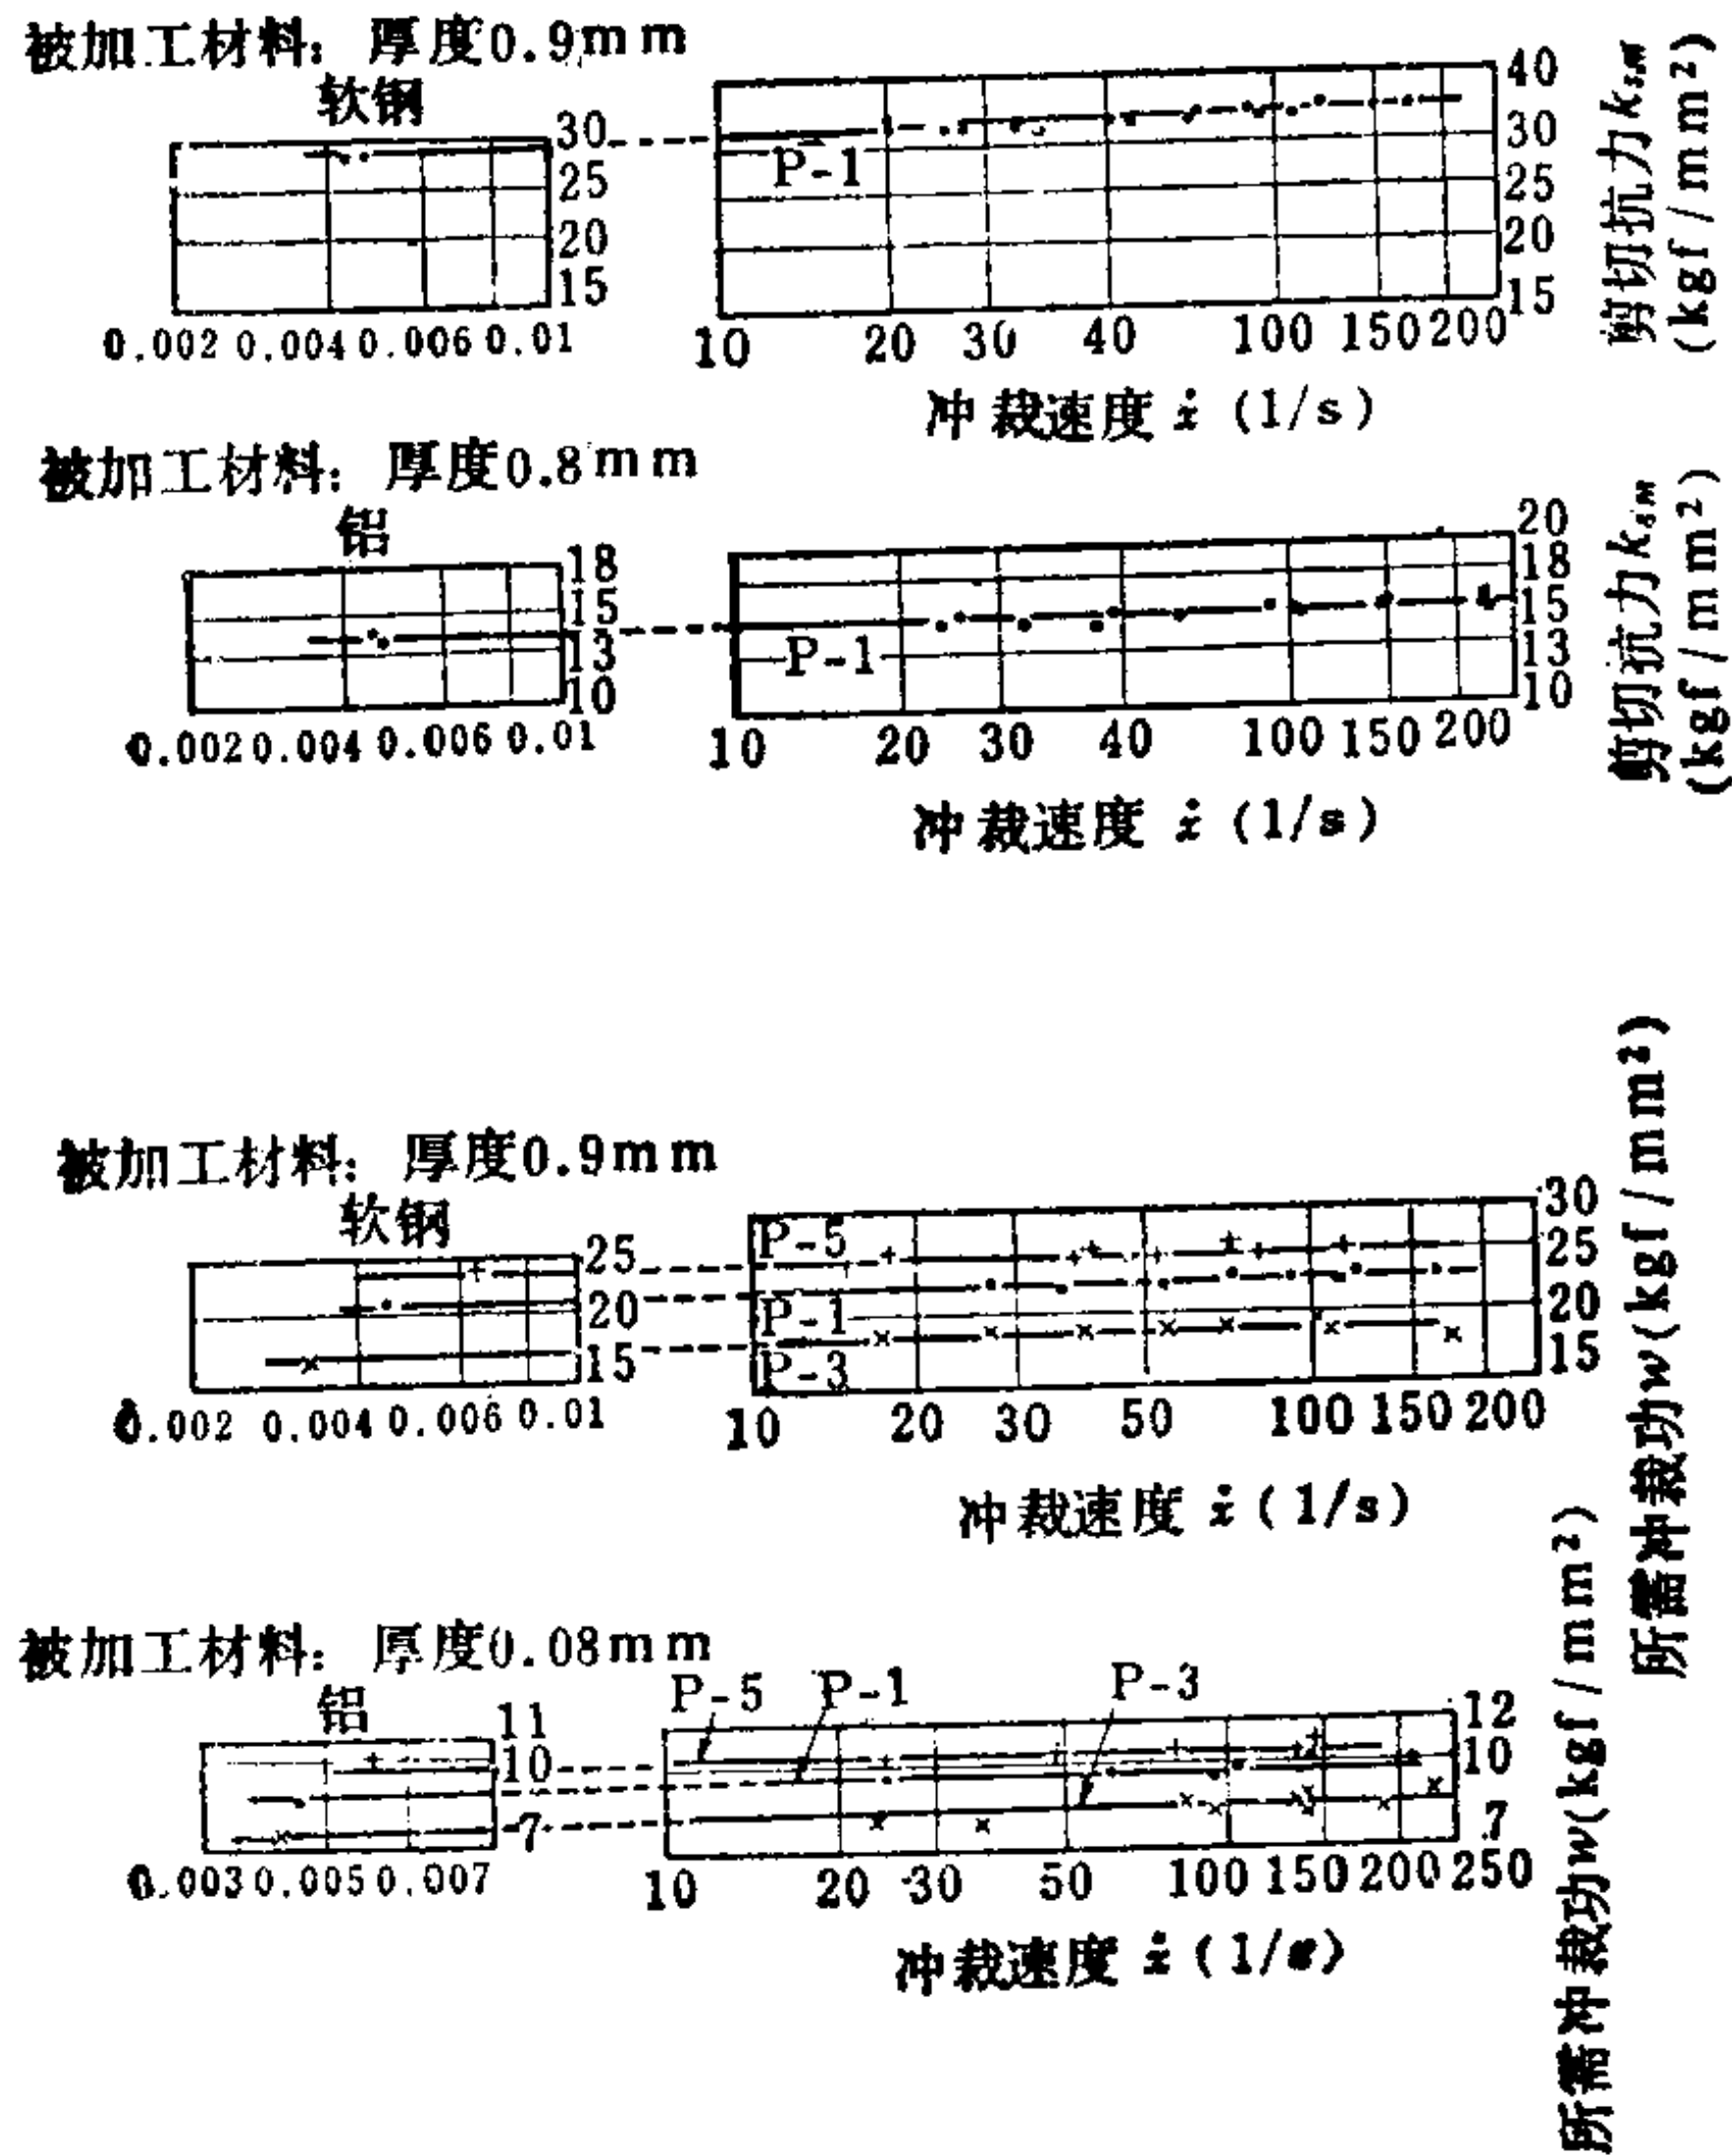 被加工材料: 厚度0.9mm
软钢
30
25
20
15
0.002 0.004 0.006 0.01
P-1
40
30
25
20
15
10 20 30 40 100 150 200
冲裁速度 ẋ (1/s)
剪切抗力ksm
(kgf/mm²)
被加工材料: 厚度0.8mm
铝
18
15
13
10
0.002 0.004 0.006 0.01
P-1
20
18
15
13
10
10 20 30 40 100 150 200
冲裁速度 ẋ (1/s)
剪切抗力ksm
(kgf/mm²)
被加工材料: 厚度0.9mm
软钢
25
20
15
0.002 0.004 0.006 0.01
P-5
P-1
P-3
30
25
20
15
10 20 30 50 100 150 200
冲裁速度 ẋ (1/s)
所需冲裁功w(kgf/mm²)
被加工材料: 厚度0.08mm
铝
11
10
7
0.003 0.005 0.007
P-5 P-1 P-3
12
10
7
10 20 30 50 100 150 200 250
冲裁速度 ẋ (1/s)
所需冲裁功w(kgf/mm²)